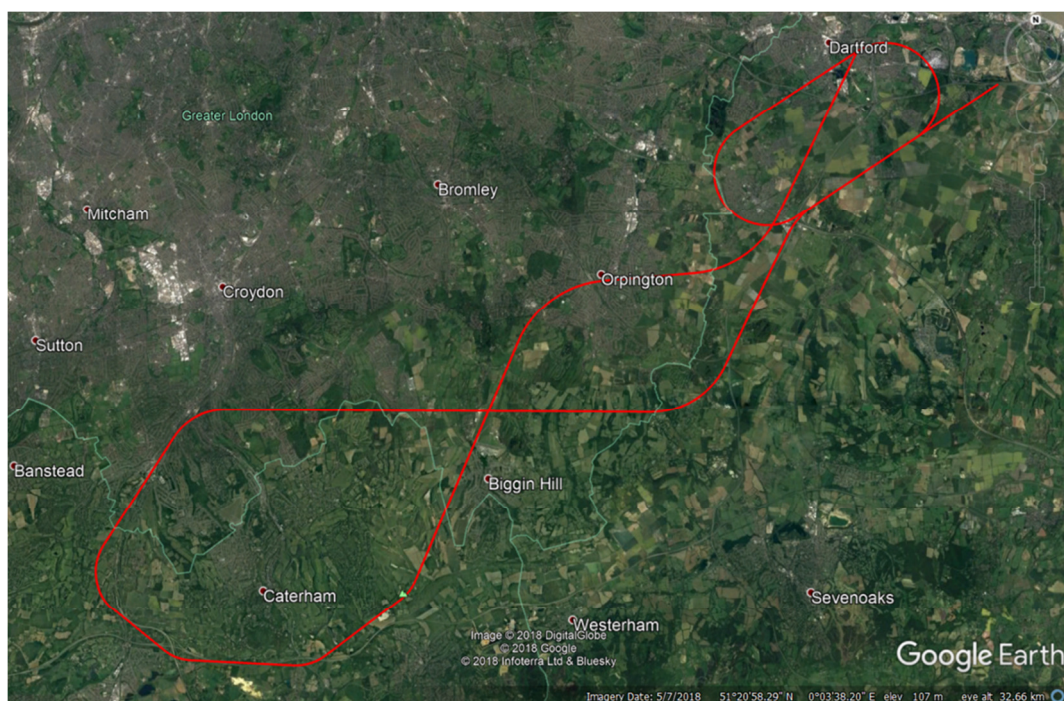 N
Dartford
Greater London
Bromley
Mitcham
Orpington
Croydon
Sutton
Banstead
Biggin Hill
Caterham
Sevenoaks
Westerham
Image © 2018 DigitalGlobe
© 2018 Google
© 2018 Infoterra Ltd & Bluesky
Google Earth
Imagery Date: 5/7/2018 51°20'58.29" N 0°03'38.20" E elev 107 m eye alt 32.66 km